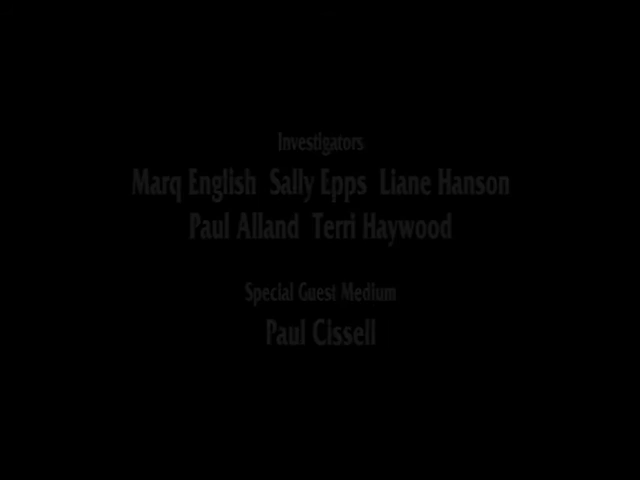 Investigators
Marq English Sally Epps Liane Hanson
Paul Alland Terri Haywood
Special Guest Medium
Paul Cissell